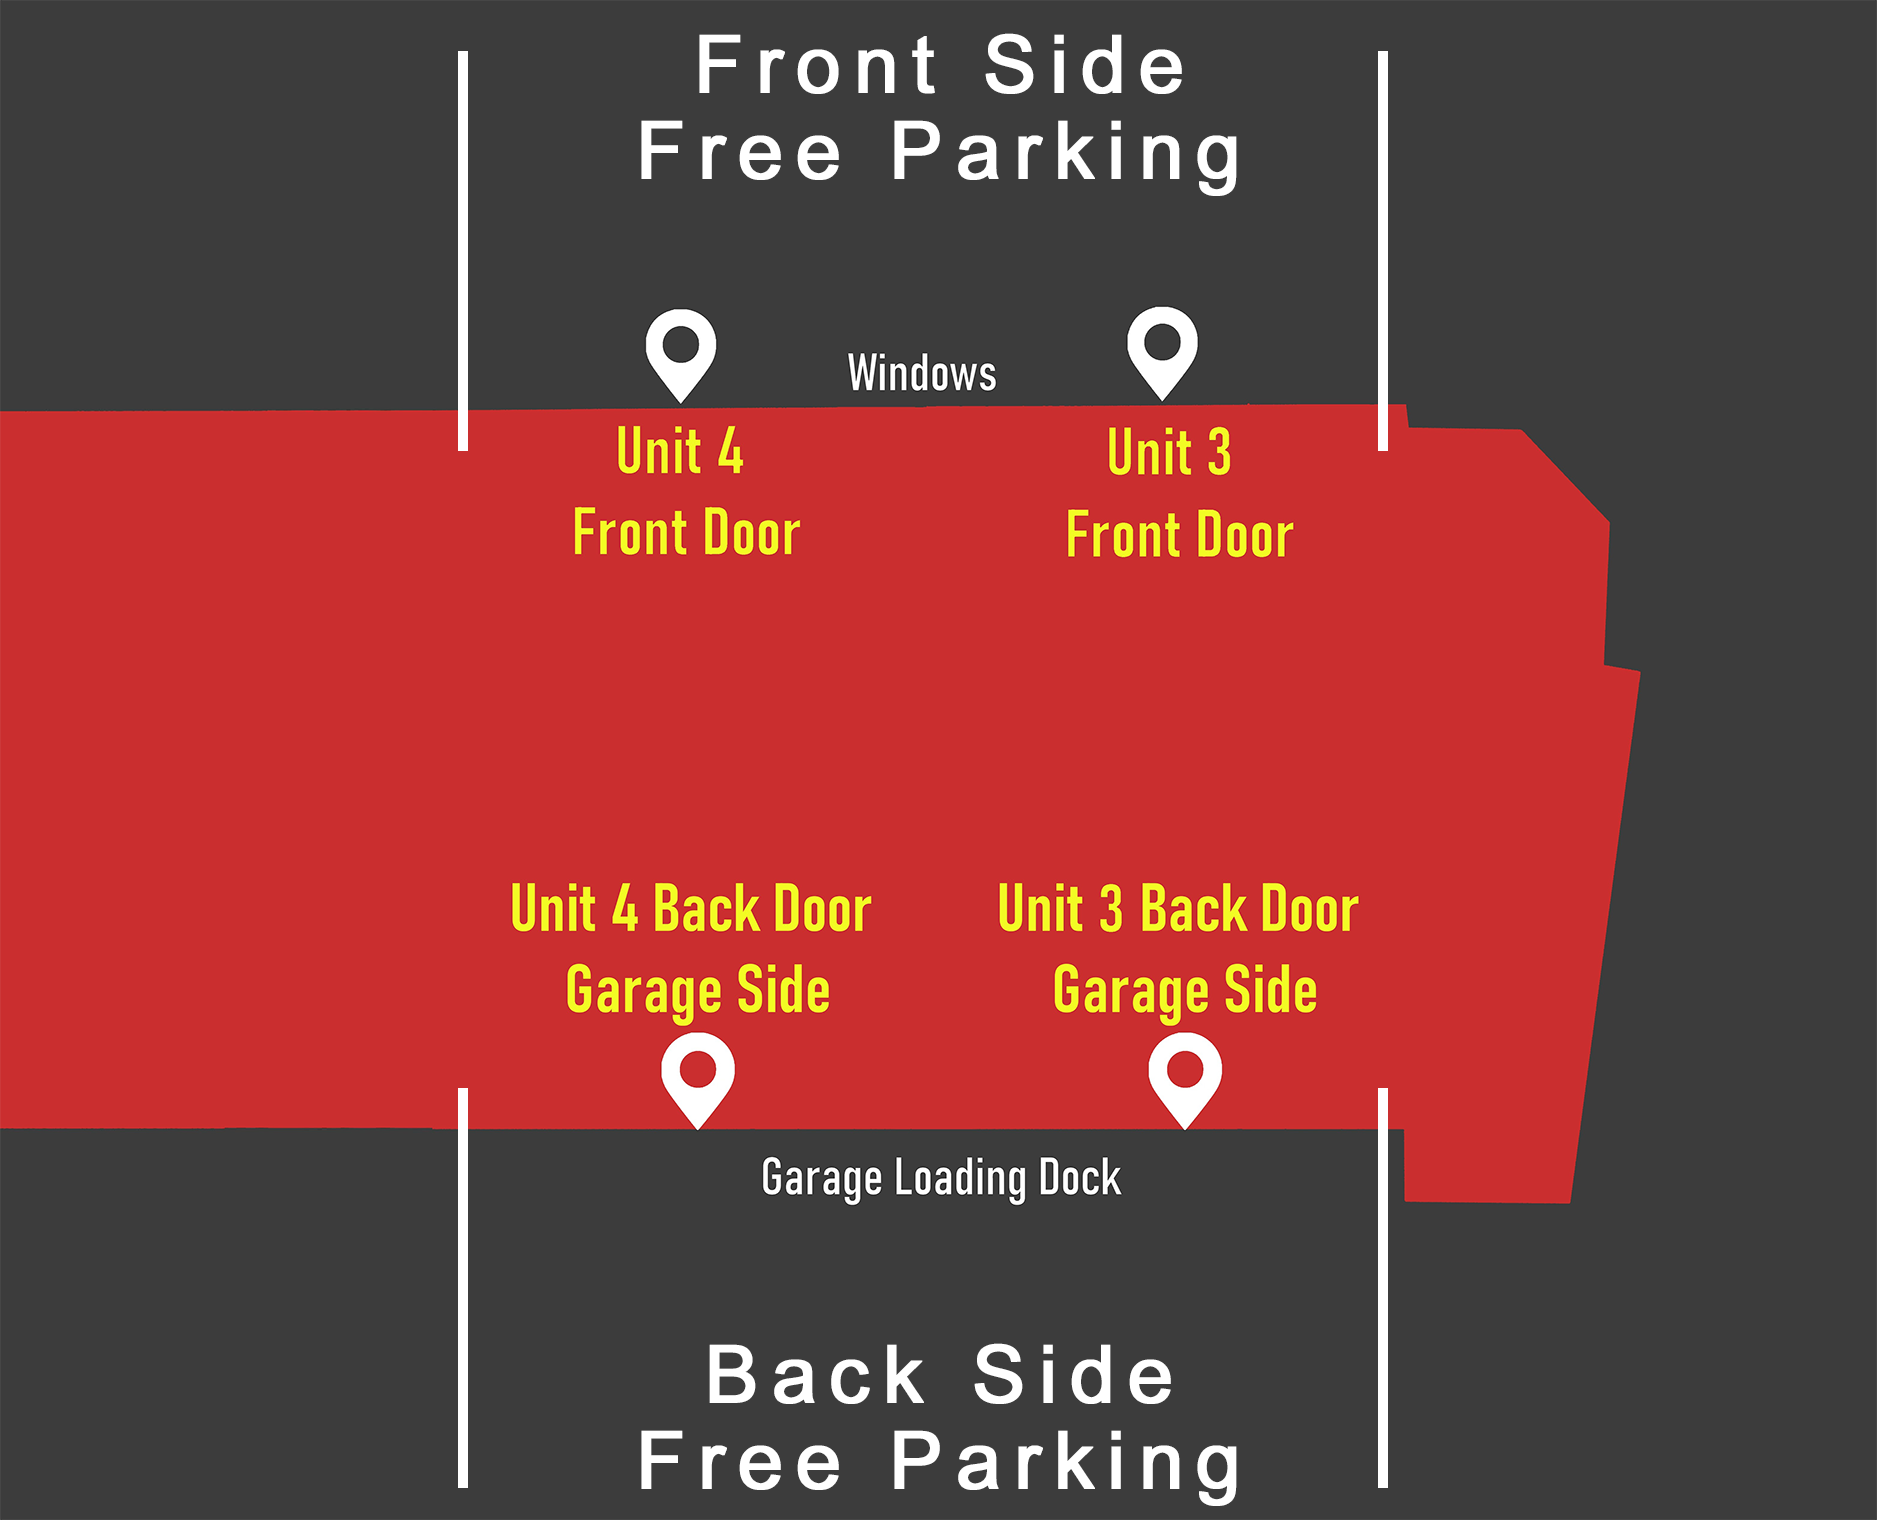 Front Side
Free Parking
Windows
Unit 4
Front Door
Unit 3
Front Door
Unit 4 Back Door
Garage Side
Unit 3 Back Door
Garage Side
Garage Loading Dock
Back Side
Free Parking